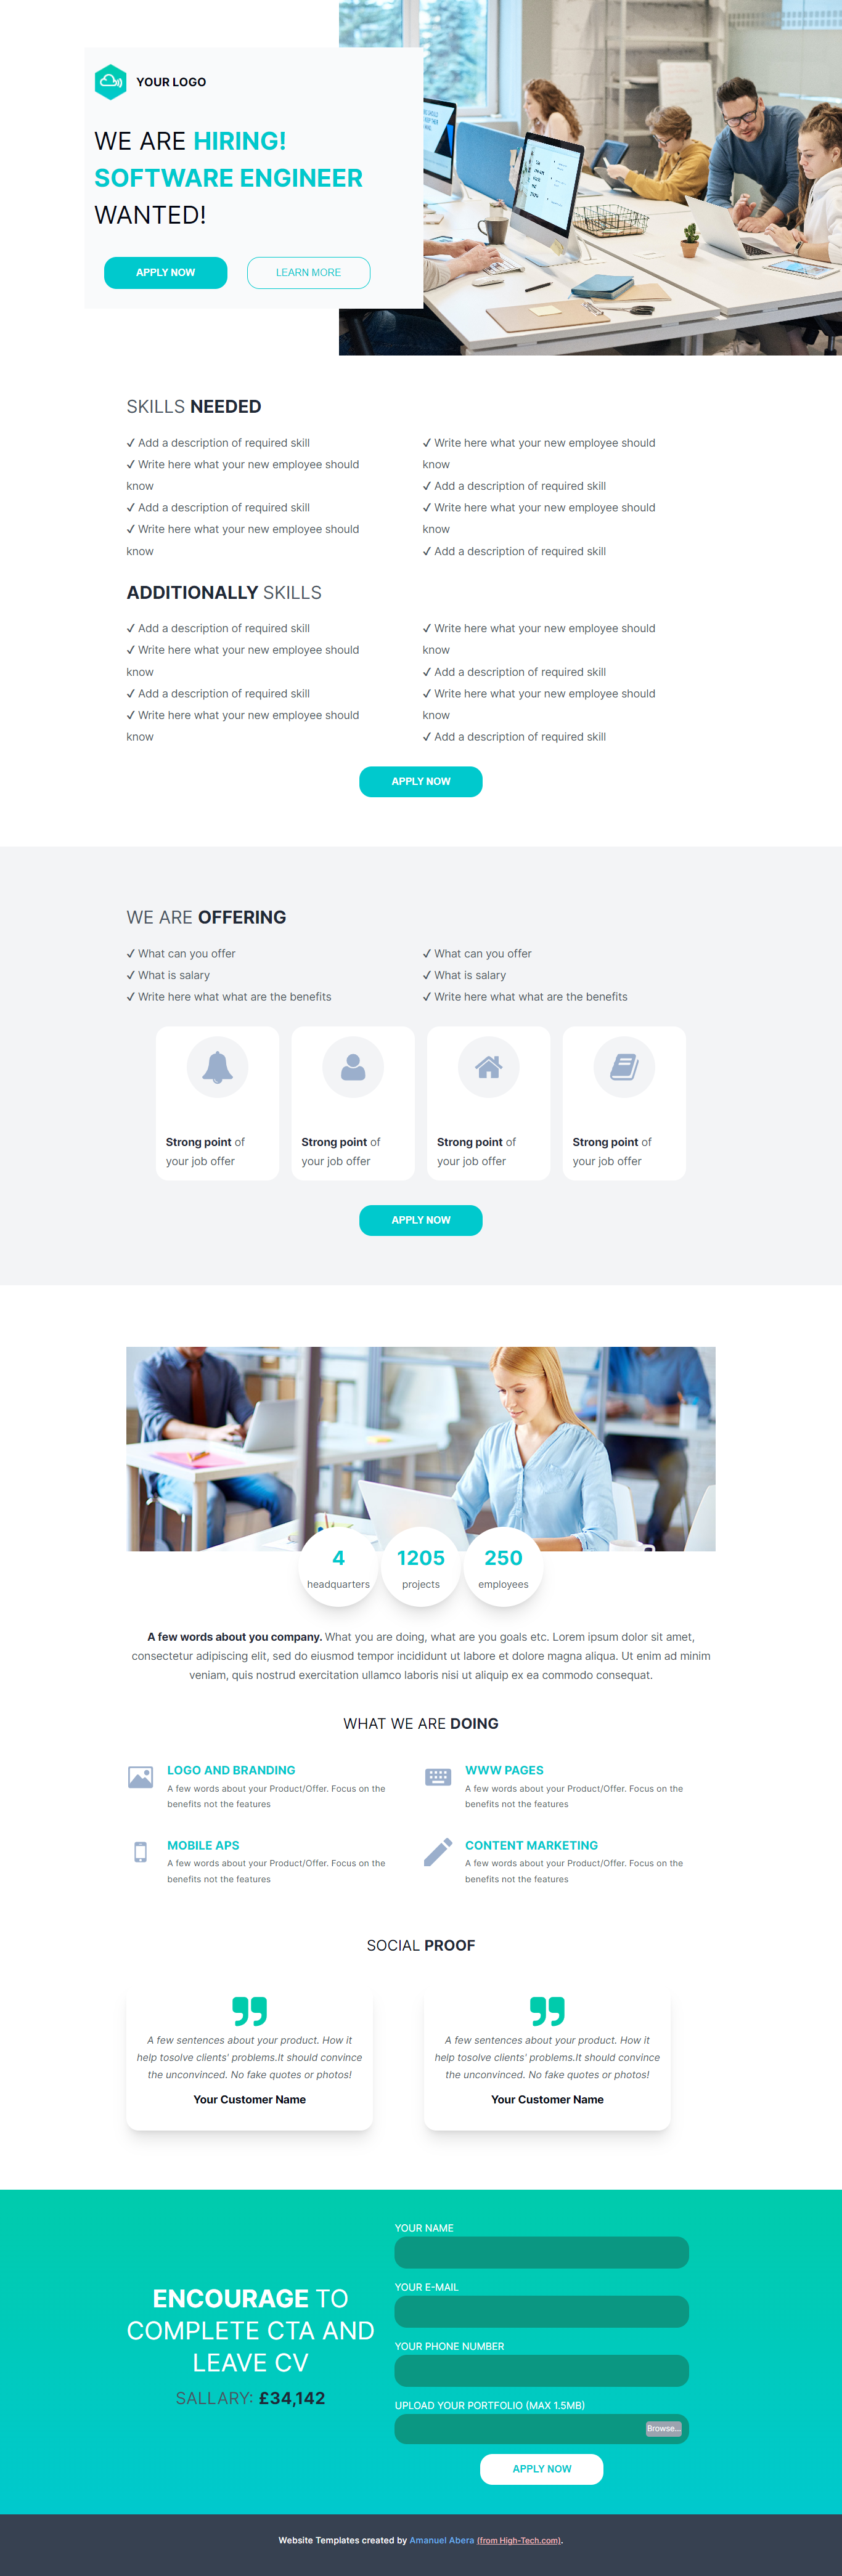 YOUR LOGO
WE ARE HIRING!
SOFTWARE ENGINEER
WANTED!
APPLY NOW
LEARN MORE
SKILLS NEEDED
✓ Add a description of required skill
✓ Write here what your new employee should
know
✓ Add a description of required skill
✓ Write here what your new employee should
know
✓ Write here what your new employee should
know
✓ Add a description of required skill
✓ Write here what your new employee should
know
✓ Add a description of required skill
ADDITIONALLY SKILLS
✓ Add a description of required skill
✓ Write here what your new employee should
know
✓ Add a description of required skill
✓ Write here what your new employee should
know
✓ Write here what your new employee should
know
✓ Add a description of required skill
✓ Write here what your new employee should
know
✓ Add a description of required skill
APPLY NOW
WE ARE OFFERING
✓ What can you offer
✓ What is salary
✓ Write here what what are the benefits
✓ What can you offer
✓ What is salary
✓ Write here what what are the benefits
Strong point of
your job offer
Strong point of
your job offer
Strong point of
your job offer
Strong point of
your job offer
APPLY NOW
4
headquarters
1205
projects
250
employees
A few words about you company. What you are doing, what are you goals etc. Lorem ipsum dolor sit amet,
consectetur adipiscing elit, sed do eiusmod tempor incididunt ut labore et dolore magna aliqua. Ut enim ad minim
veniam, quis nostrud exercitation ullamco laboris nisi ut aliquip ex ea commodo consequat.
WHAT WE ARE DOING
LOGO AND BRANDING
A few words about your Product/Offer. Focus on the
benefits not the features
WWW PAGES
A few words about your Product/Offer. Focus on the
benefits not the features
MOBILE APS
A few words about your Product/Offer. Focus on the
benefits not the features
CONTENT MARKETING
A few words about your Product/Offer. Focus on the
benefits not the features
SOCIAL PROOF
A few sentences about your product. How it
help tosolve clients' problems.It should convince
the unconvinced. No fake quotes or photos!
Your Customer Name
A few sentences about your product. How it
help tosolve clients' problems.It should convince
the unconvinced. No fake quotes or photos!
Your Customer Name
ENCOURAGE TO
COMPLETE CTA AND
LEAVE CV
SALLARY: £34,142
YOUR NAME
YOUR E-MAIL
YOUR PHONE NUMBER
UPLOAD YOUR PORTFOLIO (MAX 1.5MB)
Browse...
APPLY NOW
Website Templates created by Amanuel Abera (from High-Tech.com).